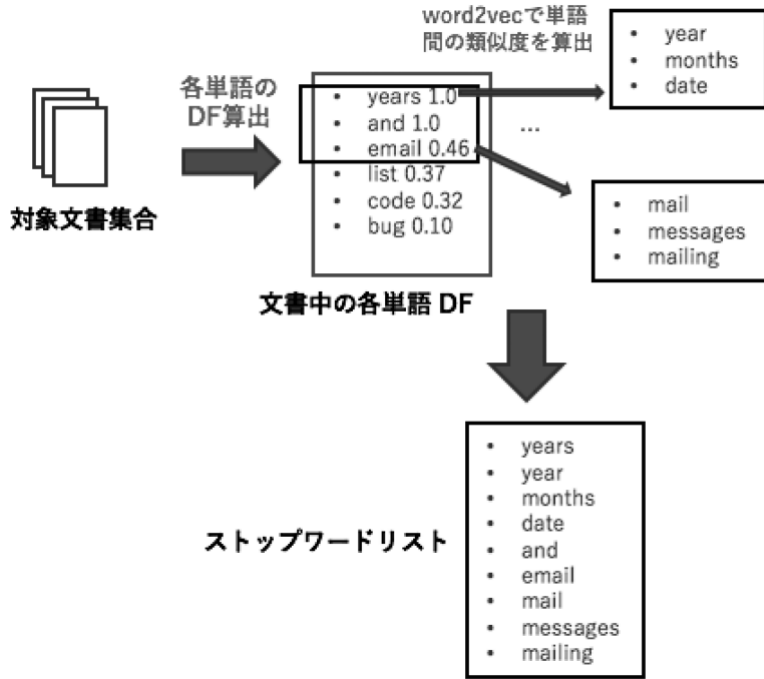 word2vecで単語
間の類似度を算出
• year
• months
• date
各単語の
DF算出
• years 1.0
• and 1.0
• email 0.46
• list 0.37
• code 0.32
• bug 0.10
...
対象文書集合
• mail
• messages
• mailing
文書中の各単語 DF
ストップワードリスト
• years
• year
• months
• date
• and
• email
• mail
• messages
• mailing